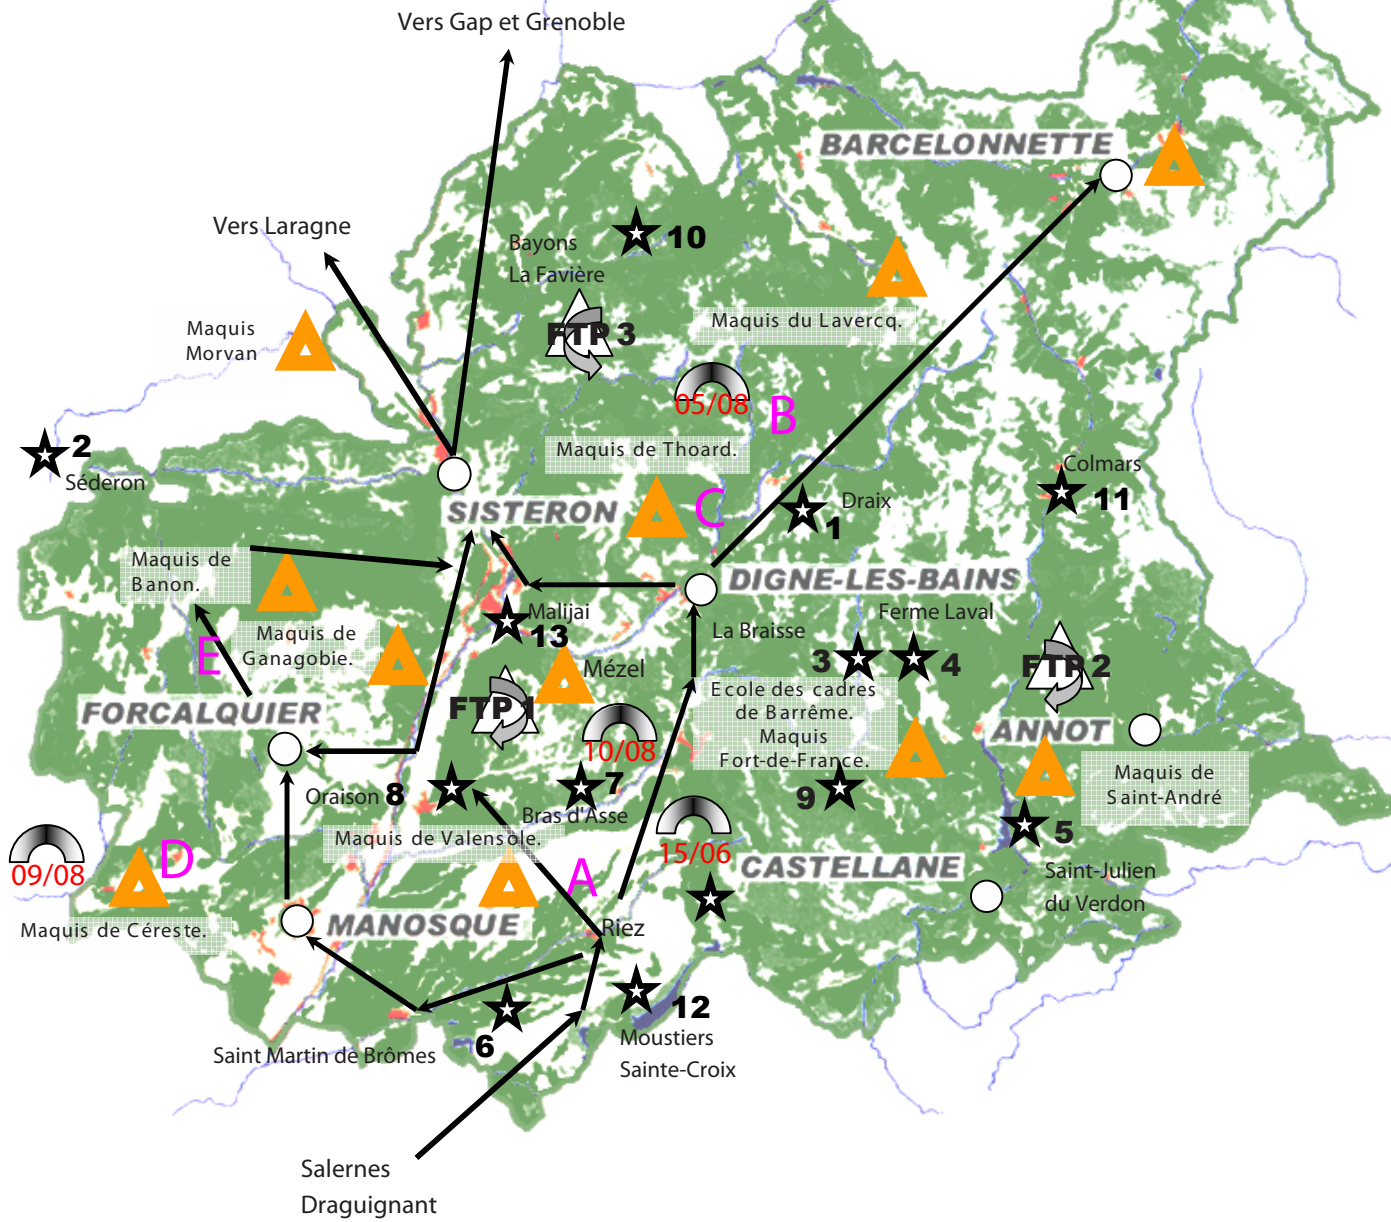 Vers Gap et Grenoble
BARCELONNETTE
Vers Laragne
10
Bayons
La Favière
Maquis
Morvan
FTP 3
Maquis du Lavercq.
05/08
B
2
Séderon
Maquis de Thoard.
Colmars
11
SISTERON
C
Draix
1
Maquis de
Banon.
DIGNE-LES-BAINS
Malijai
13
Ferme Laval
La Braisse
Maquis de
Ganagobie.
E
Mézel
3
4
FTP 2
FORCALQUIER
FTP 1
Ecole des cadres
de Barrême.
Maquis
Fort-de-France.
ANNOT
10/08
Maquis de
Saint-André
Oraison 8
7
Bras d'Asse
9
5
Maquis de Valensole.
15/06
09/08
D
A
CASTELLANE
Saint-Julien
du Verdon
Maquis de Céreste.
MANOSQUE
Riez
12
6
Moustiers
Sainte-Croix
Saint Martin de Brômes
Salernes
Draguignant